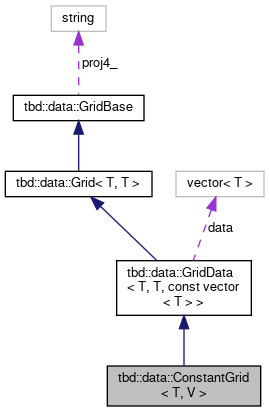 string
proj4_
tbd::data::GridBase
tbd::data::Grid< T, T >
vector< T >
data
tbd::data::GridData
< T, T, const vector
< T > >
tbd::data::ConstantGrid
< T, V >